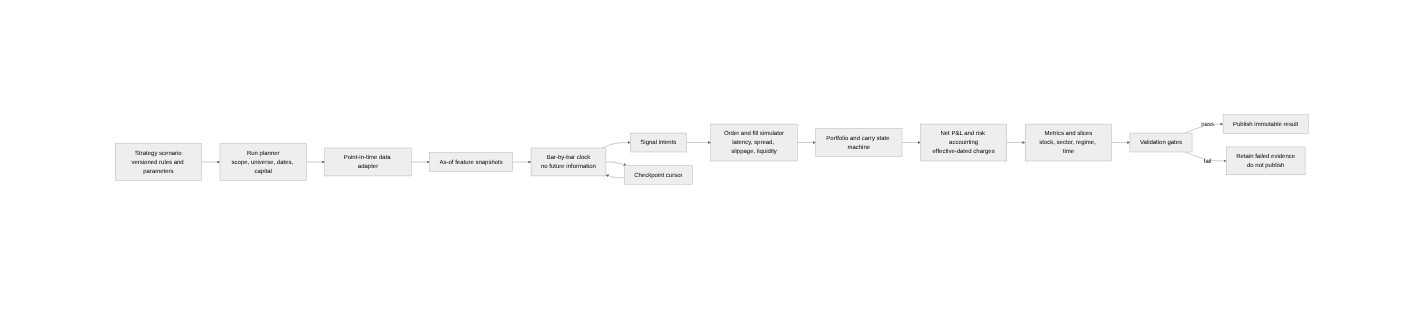 Strategy scenario
versioned rules and
parameters
Run planner
scope, universe, dates,
capital
Point-in-time data
adapter
As-of feature snapshots
Bar-by-bar clock
no future information
Signal intents
Checkpoint cursor
Order and fill simulator
latency, spread,
slippage, liquidity
Portfolio and carry state
machine
Net P&L and risk
accounting
effective-dated charges
Metrics and slices
stock, sector, regime,
time
Validation gates
pass
Publish immutable result
fail
Retain failed evidence
do not publish